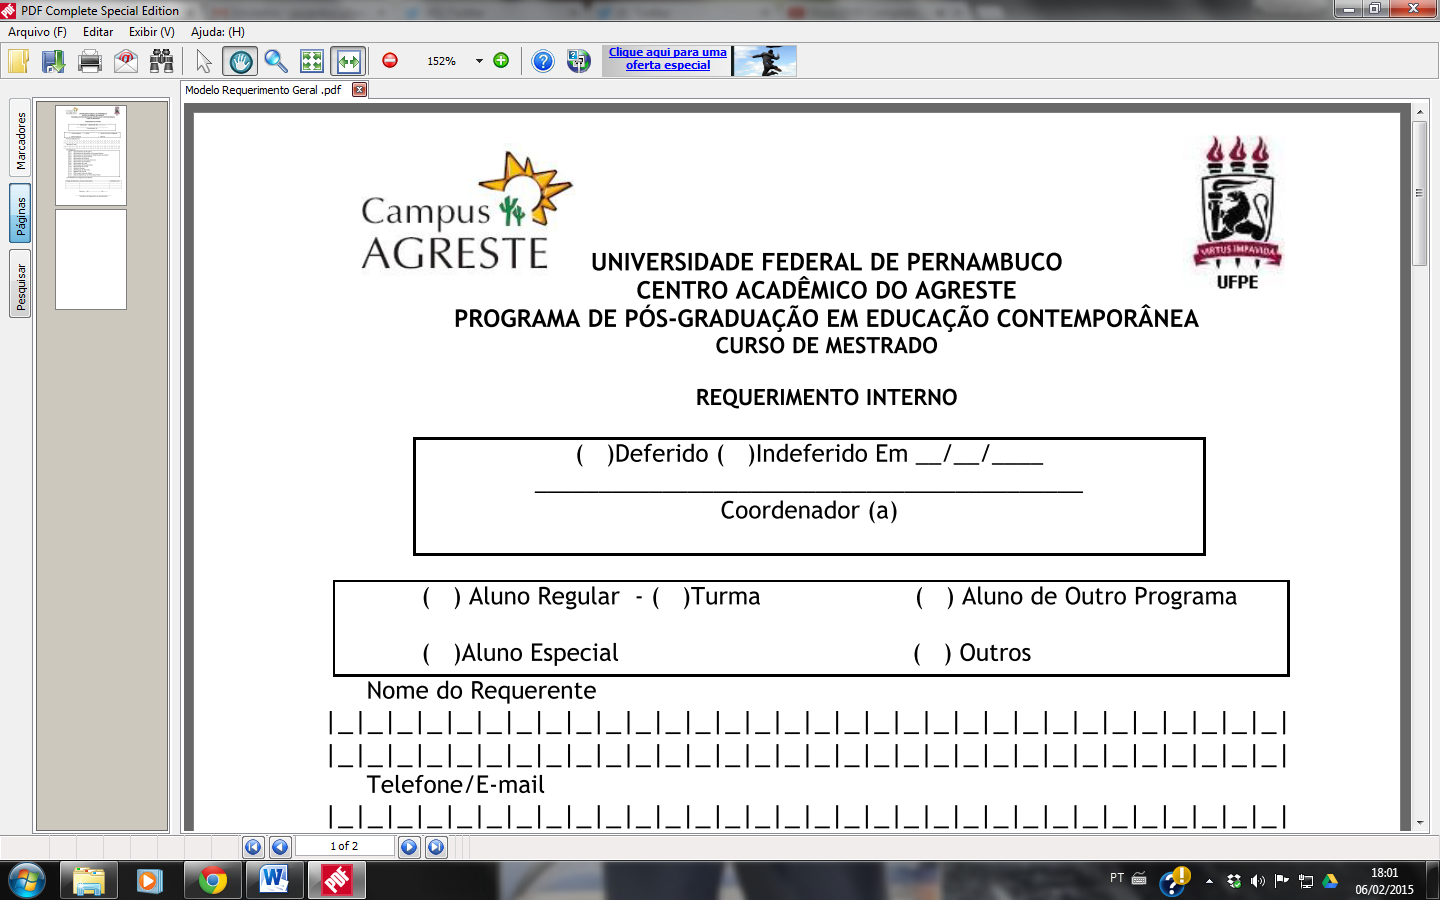 PDF Complete Special Edition
Arquivo (F) Editar Exibir (V) Ajuda: (H)
152%
Clique aqui para uma
oferta especial
Modelo Requerimento Geral .pdf
Marcadores
Páginas
Pesquisar
Campus
AGRESTE
VIRTUS IMPAVIDA
UFPE
UNIVERSIDADE FEDERAL DE PERNAMBUCO
CENTRO ACADÊMICO DO AGRESTE
PROGRAMA DE PÓS-GRADUAÇÃO EM EDUCAÇÃO CONTEMPORÂNEA
CURSO DE MESTRADO
REQUERIMENTO INTERNO
(   )Deferido (   )Indeferido Em __/__/____
___________________________________________
Coordenador (a)
(   ) Aluno Regular  - (   )Turma (   ) Aluno de Outro Programa
(   )Aluno Especial (   ) Outros
Nome do Requerente
|_|_|_|_|_|_|_|_|_|_|_|_|_|_|_|_|_|_|_|_|_|_|_|_|_|_|_|_|_|_|_|_|
|_|_|_|_|_|_|_|_|_|_|_|_|_|_|_|_|_|_|_|_|_|_|_|_|_|_|_|_|_|_|_|_|
Telefone/E-mail
|_|_|_|_|_|_|_|_|_|_|_|_|_|_|_|_|_|_|_|_|_|_|_|_|_|_|_|_|_|_|_|_|
1 of 2
PT
18:01
06/02/2015